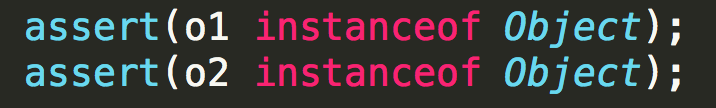 assert(o1 instanceof Object);
assert(o2 instanceof Object);